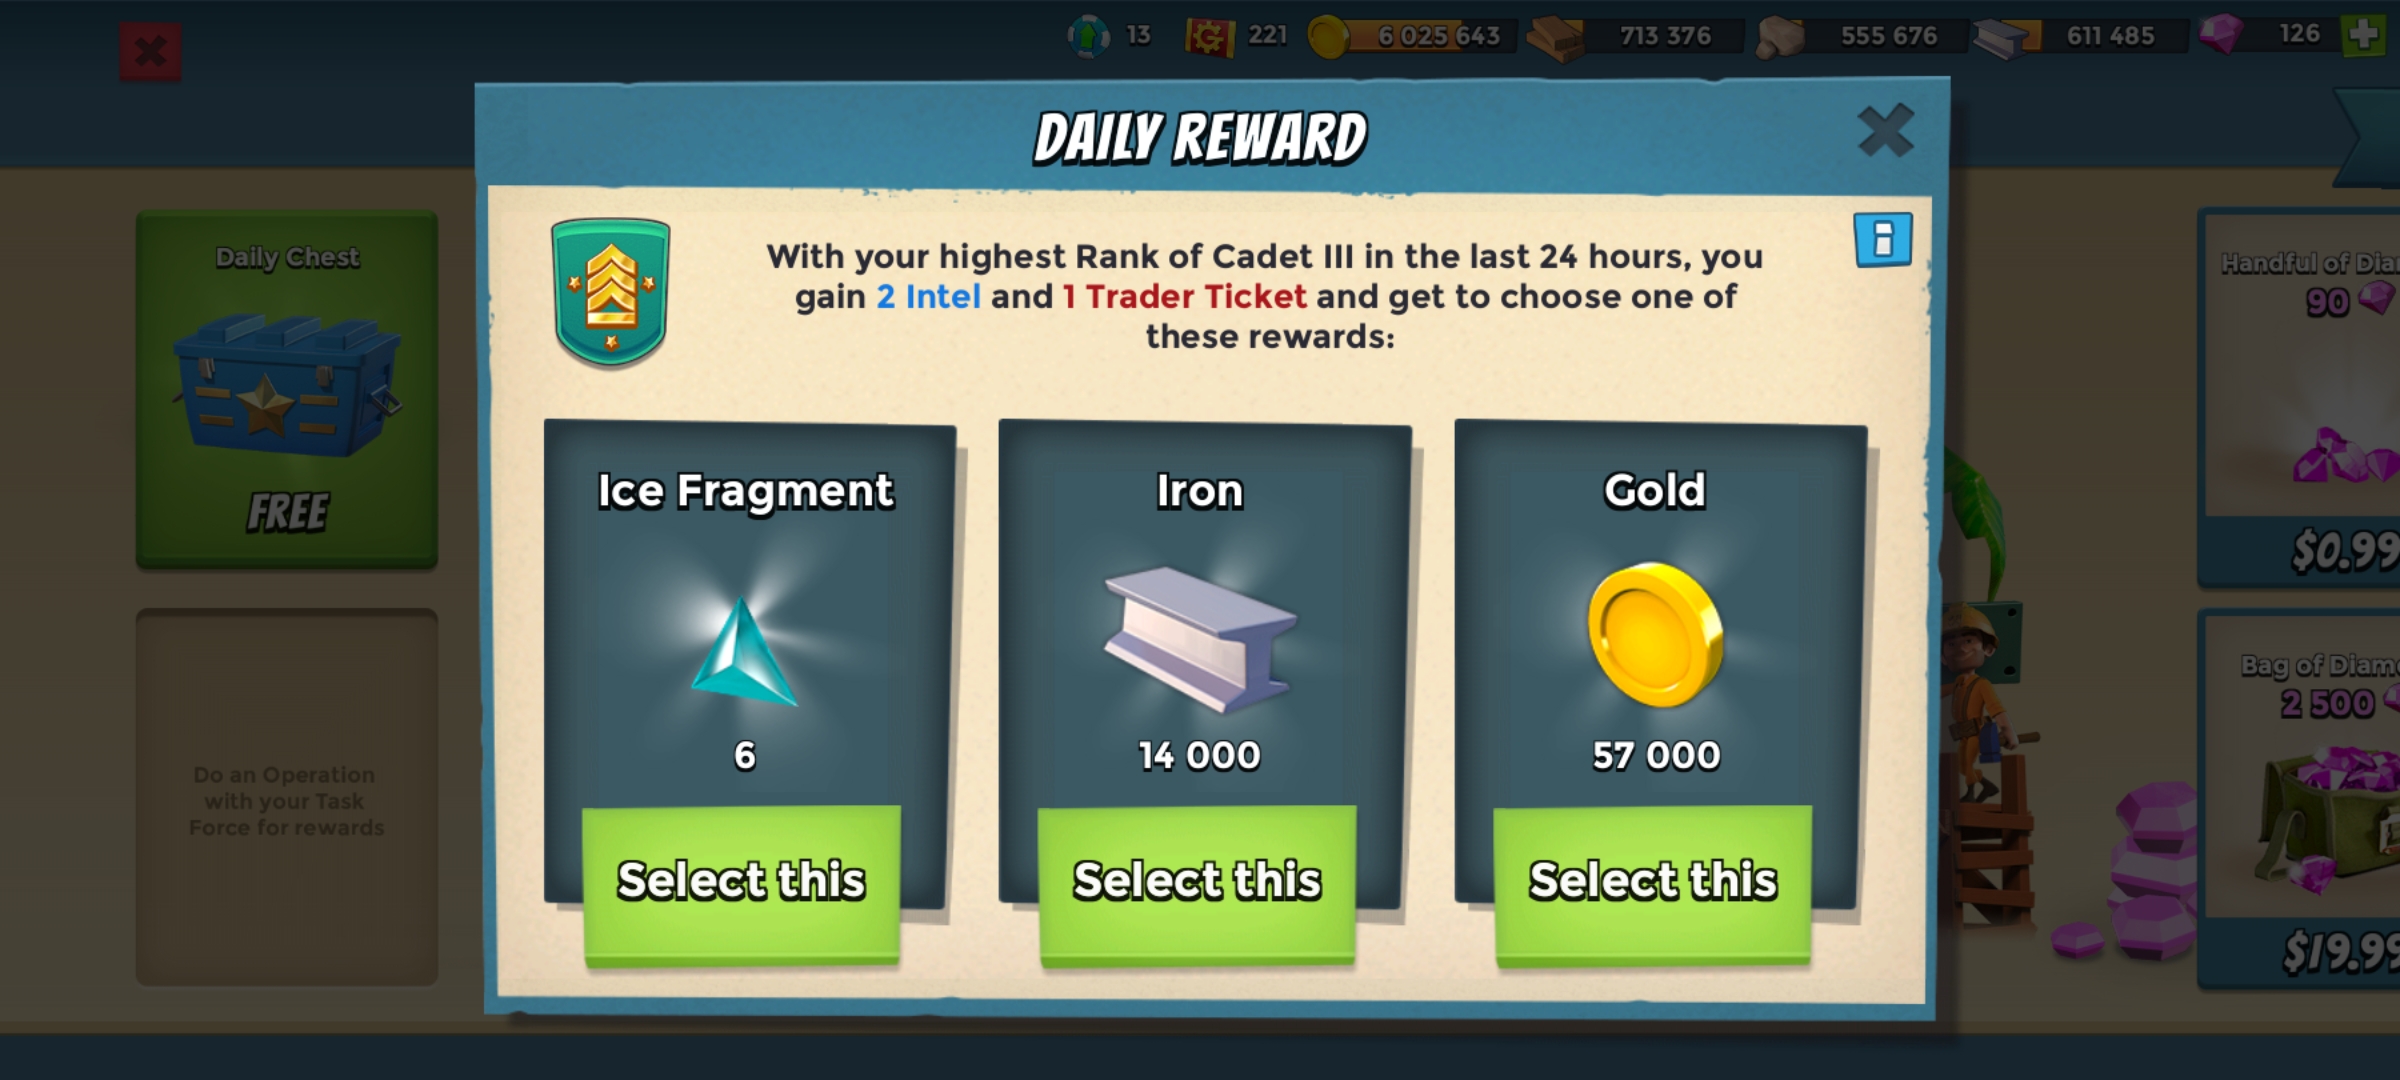 13
221
6 025 643
713 376
555 676
611 485
126
DAILY REWARD
With your highest Rank of Cadet III in the last 24 hours, you
gain 2 Intel and 1 Trader Ticket and get to choose one of
these rewards:
Daily Chest
FREE
Do an Operation
with your Task
Force for rewards
Ice Fragment
6
Select this
Iron
14 000
Select this
Gold
57 000
Select this
Handful of
90
$0.99
Bag of
2 500
$19.99